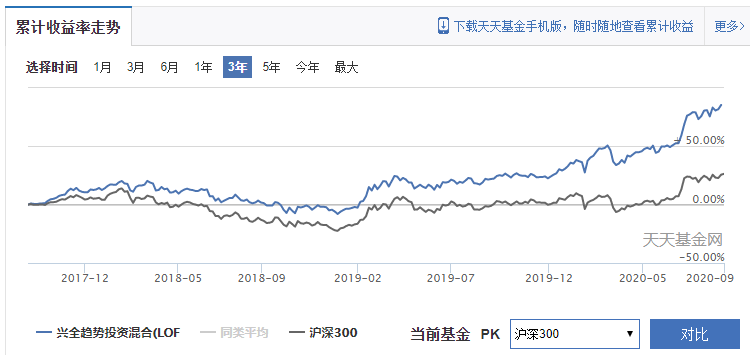 累计收益率走势
下载天天基金手机版，随时随地查看累计收益
更多>
选择时间 1月 3月 6月 1年 3年 5年 今年 最大
50.00%
0.00%
天天基金网
-50.00%
2017-12 2018-05 2018-09 2019-02 2019-07 2019-12 2020-05 2020-09
兴全趋势投资混合(LOF 同类平均 沪深300 当前基金 PK 沪深300 对比